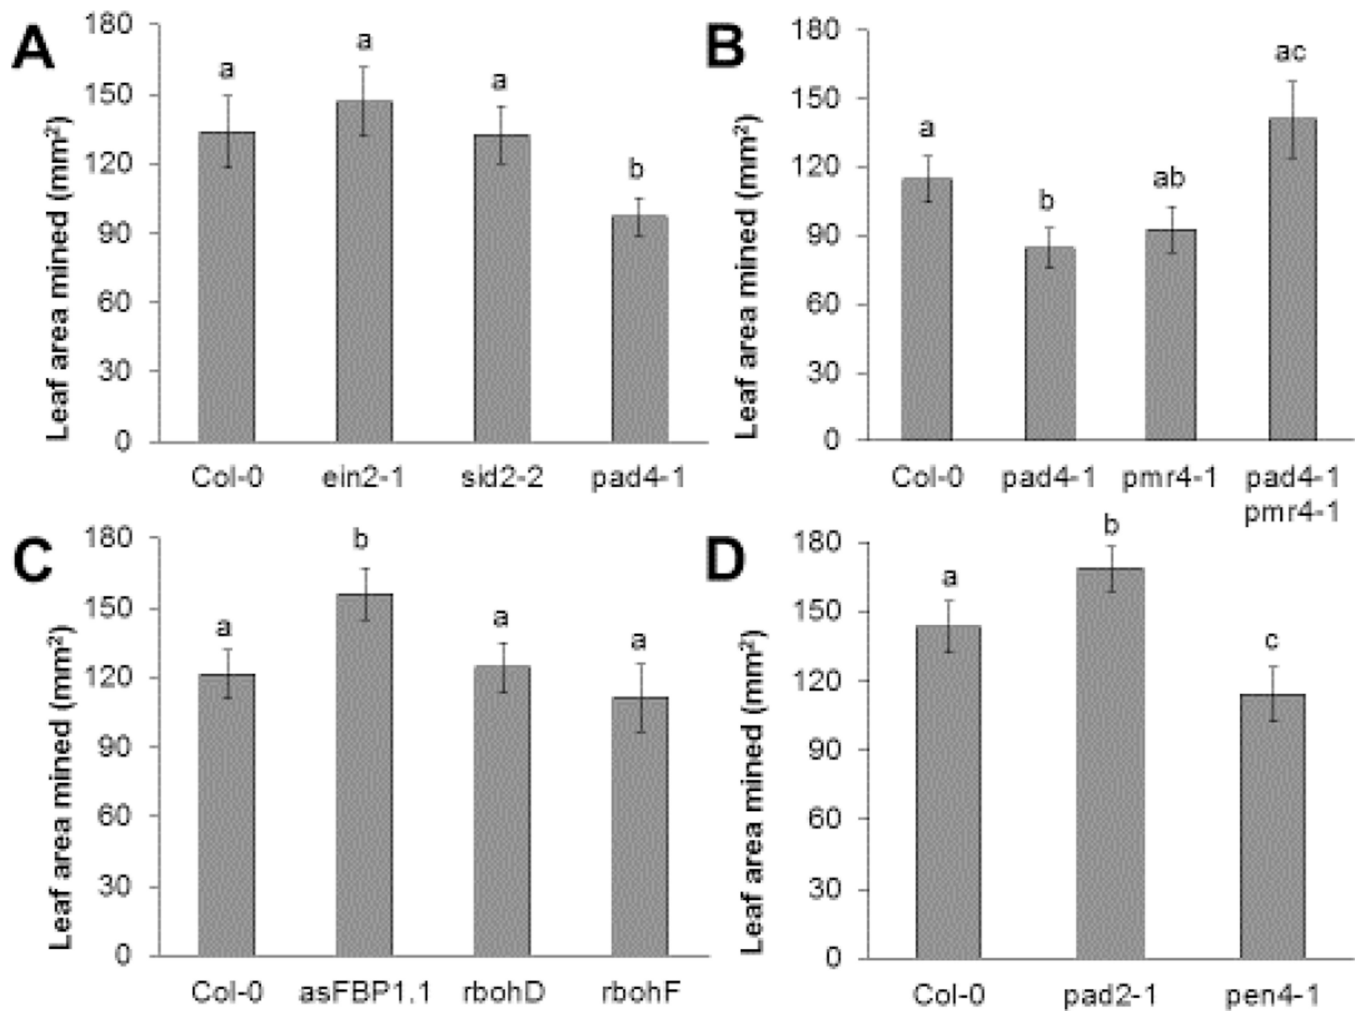 A
Leaf area mined (mm²)
180
150
120
90
60
30
0
a
a
a
b
Col-0 ein2-1 sid2-2 pad4-1
B
Leaf area mined (mm²)
180
150
120
90
60
30
0
a
b
ab
ac
Col-0 pad4-1 pmr4-1 pad4-1
pmr4-1
C
Leaf area mined (mm²)
180
150
120
90
60
30
0
a
b
a
a
Col-0 asFBP1.1 rbohD rbohF
D
Leaf area mined (mm²)
180
150
120
90
60
30
0
a
b
c
Col-0 pad2-1 pen4-1